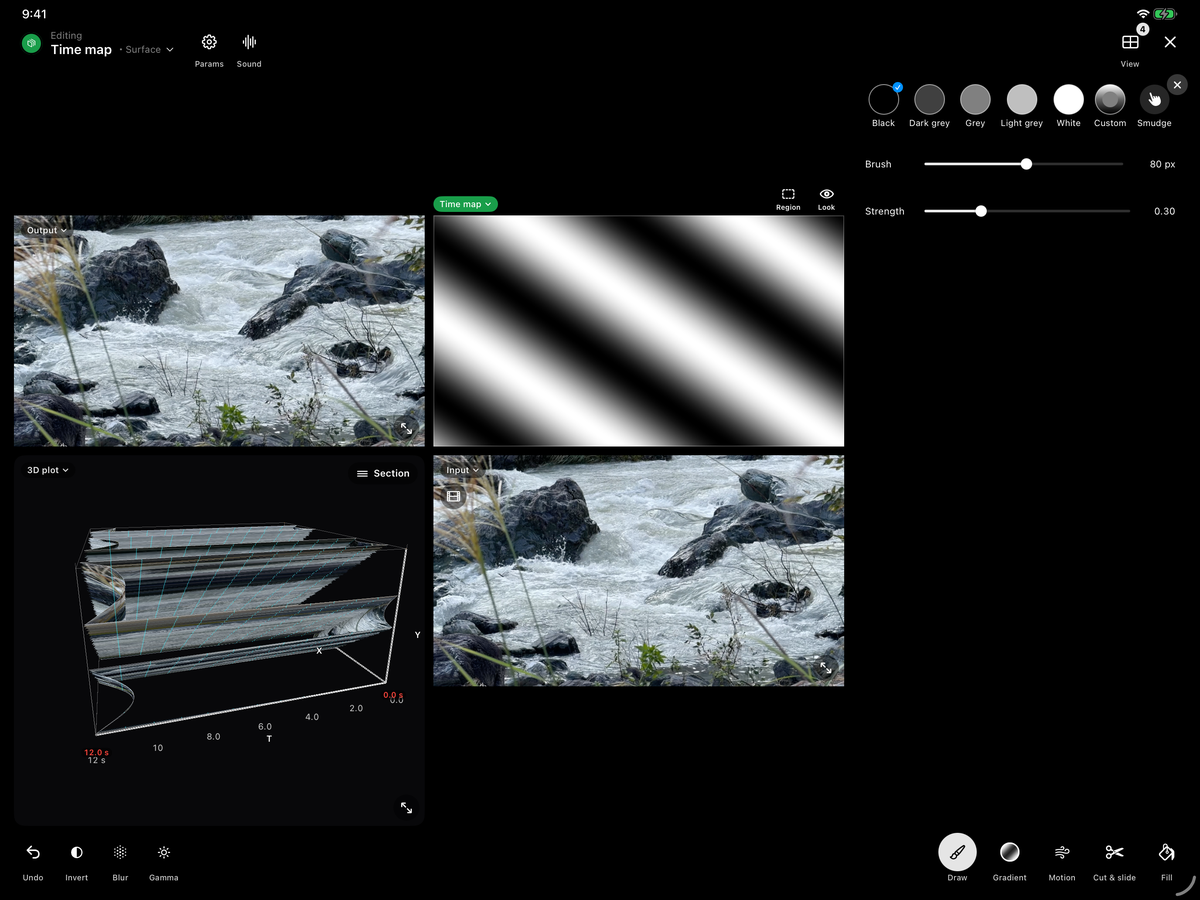 9:41
Editing
Time map · Surface
Params
Sound
4
View
Black
Dark grey
Grey
Light grey
White
Custom
Smudge
Brush
80 px
Strength
0.30
Time map
Region
Look
Output
3D plot
Section
Input
Y
X
0.0 s
0.0
2.0
4.0
6.0
T
8.0
10
12.0 s
12 s
Undo
Invert
Blur
Gamma
Draw
Gradient
Motion
Cut & slide
Fill